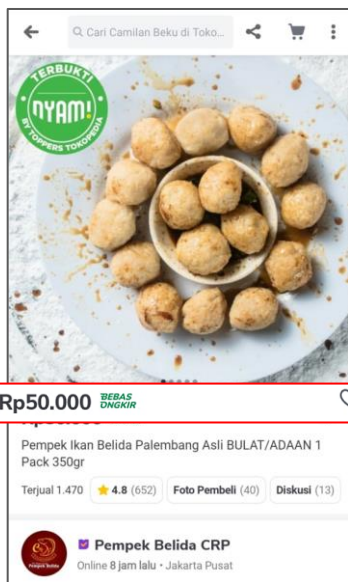 Cari Camilan Beku di Toko...
TERBUKTI
NYAM!
BY TOPPERS TOKOPEDIA
Rp50.000 BEBAS ONGKIR
Pempek Ikan Belida Palembang Asli BULAT/ADAAN 1
Pack 350gr
Terjual 1.470 4.8 (652) Foto Pembeli (40) Diskusi (13)
Pempek Belida CRP
Online 8 jam lalu • Jakarta Pusat